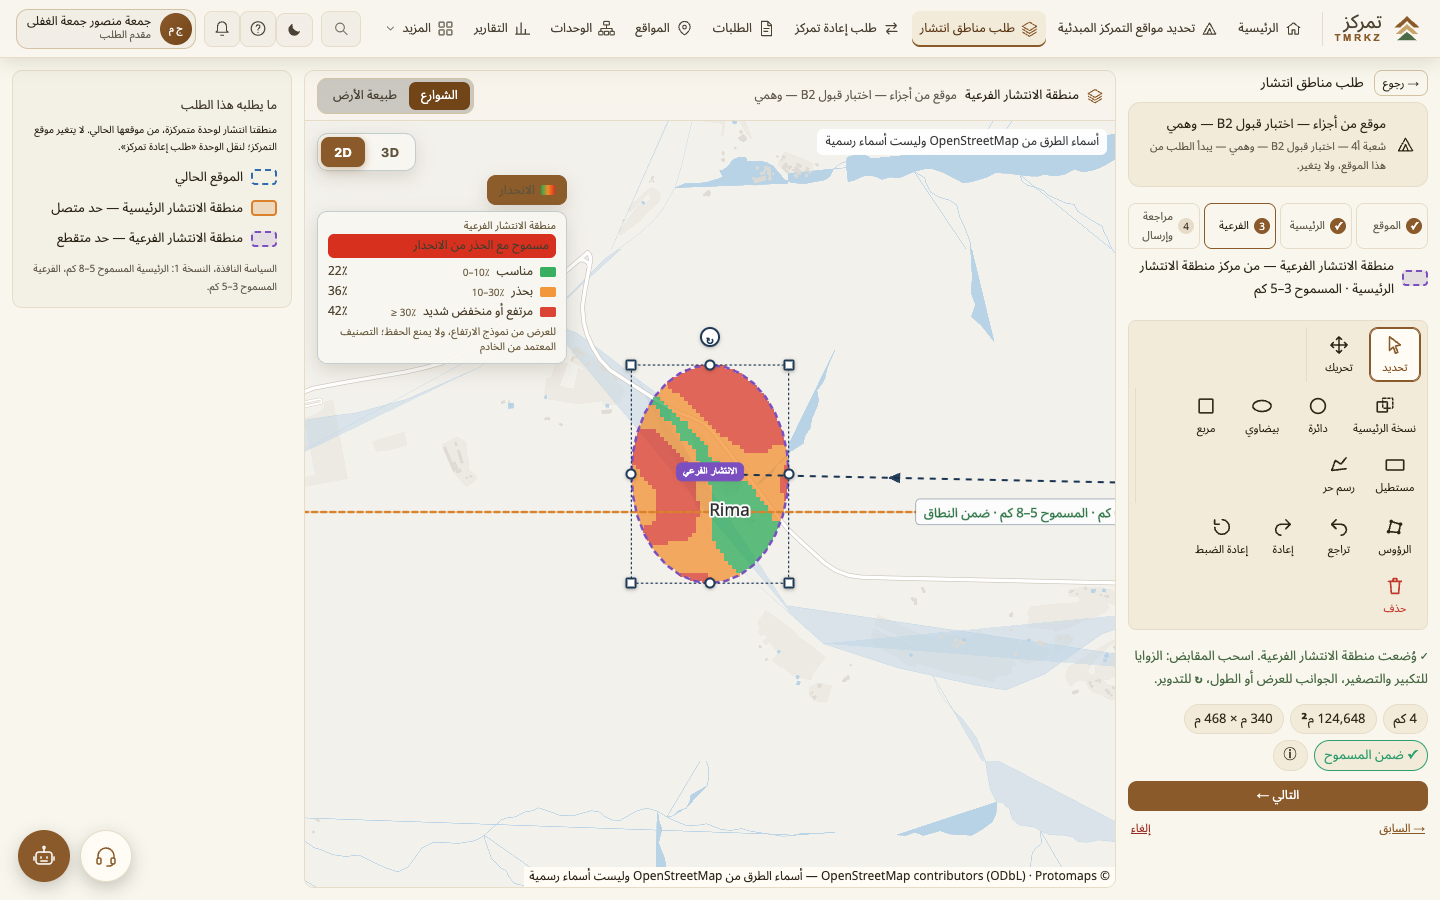 تمركز
TMRKZ
الرئيسية
تحديد مواقع التمركز المبدئية
طلب مناطق انتشار
طلب إعادة تمركز
الطلبات
المواقع
الوحدات
التقارير
المزيد
جمعة منصور جمعة الغفلي
مقدم الطلب
ج م
→ رجوع
طلب مناطق انتشار
موقع من أجزاء — اختبار قبول B2 — وهمي
شعبة أ4 — اختبار قبول B2 — وهمي — يبدأ الطلب من
هذا الموقع، ولا يتغير.
الموقع
الرئيسية
3 الفرعية
4 مراجعة وإرسال
منطقة الانتشار الفرعية — من مركز منطقة الانتشار
الرئيسية · المسموح 3–5 كم
تحديد
تحريك
نسخة الرئيسية
دائرة
بيضاوي
مربع
مستطيل
رسم حر
الرؤوس
تراجع
إعادة
إعادة الضبط
حذف
✓ وُضعت منطقة الانتشار الفرعية. اسحب المقابض: الزوايا
للتكبير والتصغير، الجوانب للعرض أو الطول، ↻ للتدوير.
4 كم
124,648 م²
340 م × 468 م
✓ ضمن المسموح
التالي ←
→ السابق
إلغاء
منطقة الانتشار الفرعية
موقع من أجزاء — اختبار قبول B2 — وهمي
الشوارع
طبيعة الأرض
أسماء الطرق من OpenStreetMap وليست أسماء رسمية
2D
3D
الانحدار
منطقة الانتشار الفرعية
مسموح مع الحذر من الانحدار
مناسب 0–10٪ 22٪
بحذر 10–30٪ 36٪
مرتفع أو منخفض شديد ≥ 30٪ 42٪
للعرض من نموذج الارتفاع، ولا يمنع الحفظ؛ التصنيف
المعتمد من الخادم
الانتشار الفرعي
Rima
كم · المسموح 5–8 كم · ضمن النطاق
© OpenStreetMap contributors (ODbL) · Protomaps — أسماء الطرق من OpenStreetMap وليست أسماء رسمية
ما يطلبه هذا الطلب
منطقتا انتشار لوحدة متمركزة، من موقعها الحالي. لا يتغير موقع
التمركز؛ لنقل الوحدة «طلب إعادة تمركز».
الموقع الحالي
منطقة الانتشار الرئيسية — حد متصل
منطقة الانتشار الفرعية — حد متقطع
السياسة النافذة، النسخة 1: الرئيسية المسموح 5–8 كم، الفرعية
المسموح 3–5 كم.